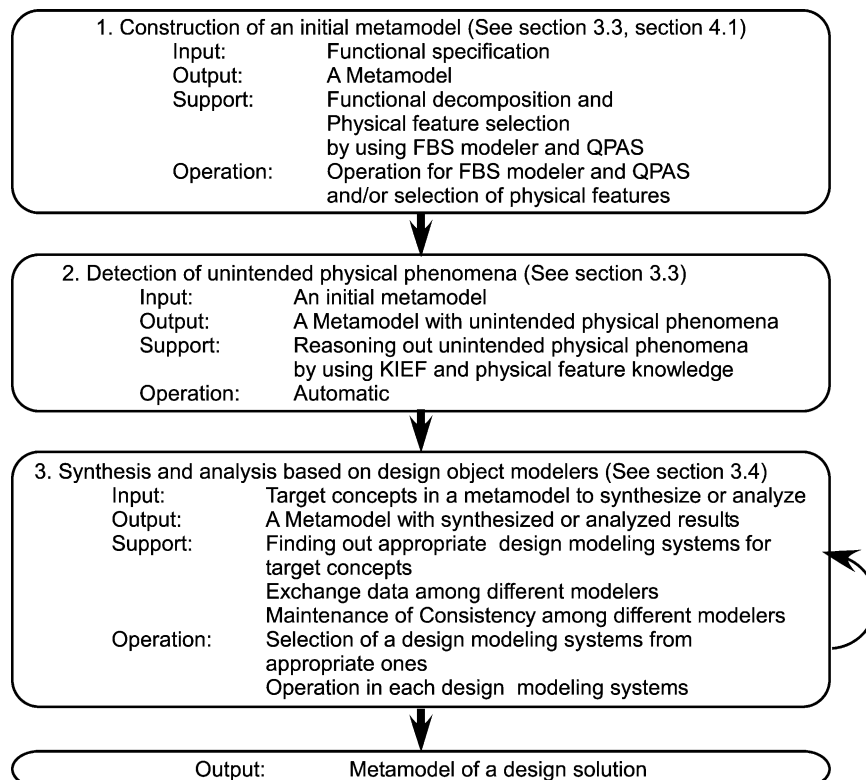 1. Construction of an initial metamodel (See section 3.3, section 4.1)
Input: Functional specification
Output: A Metamodel
Support: Functional decomposition and
Physical feature selection
by using FBS modeler and QPAS
Operation: Operation for FBS modeler and QPAS
and/or selection of physical features
2. Detection of unintended physical phenomena (See section 3.3)
Input: An initial metamodel
Output: A Metamodel with unintended physical phenomena
Support: Reasoning out unintended physical phenomena
by using KIEF and physical feature knowledge
Operation: Automatic
3. Synthesis and analysis based on design object modelers (See section 3.4)
Input: Target concepts in a metamodel to synthesize or analyze
Output: A Metamodel with synthesized or analyzed results
Support: Finding out appropriate design modeling systems for
target concepts
Exchange data among different modelers
Maintenance of Consistency among different modelers
Operation: Selection of a design modeling systems from
appropriate ones
Operation in each design modeling systems
Output: Metamodel of a design solution